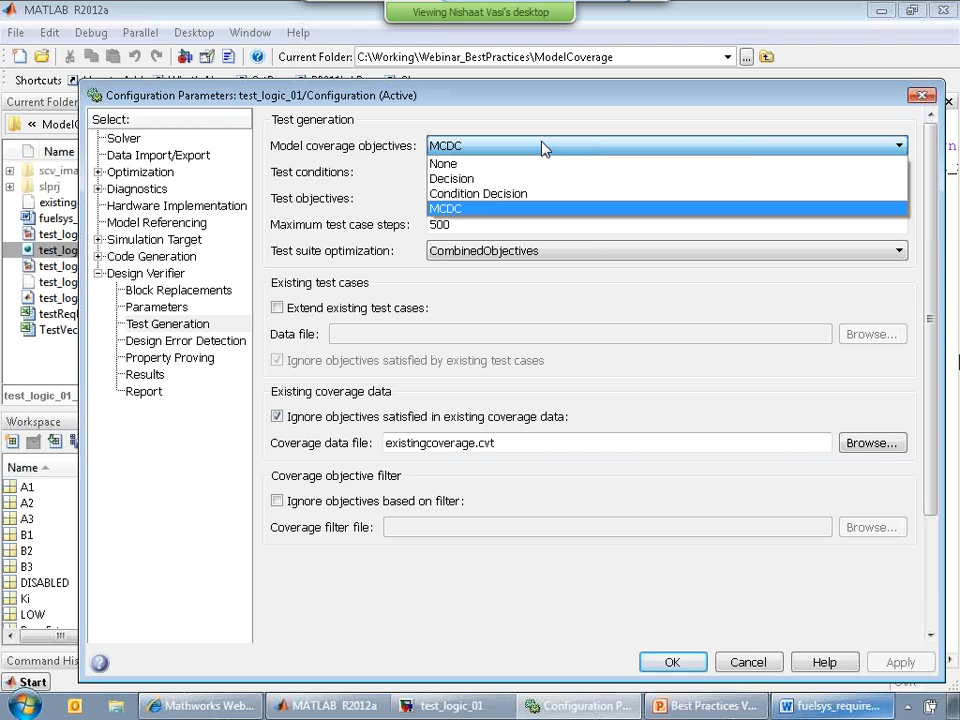 MATLAB R2012a
Viewing Nishaat Vasi's desktop
File Edit Debug Parallel Desktop Window Help
Current Folder: C:\Working\Webinar_BestPractices\ModelCoverage
Shortcuts
Current Folder
Configuration Parameters: test_logic_01/Configuration (Active)
« ModelC
Name
scv_ima
slprj
existing
fuelsys_
test_log
test_log
test_log
test_log
test_log
testReql
TestVec
test_logic_01_
Workspace
Name
A1
A2
A3
B1
B2
B3
DISABLED
Ki
LOW
Command His
Select:
Solver
Data Import/Export
Optimization
Diagnostics
Hardware Implementation
Model Referencing
Simulation Target
Code Generation
Design Verifier
Block Replacements
Parameters
Test Generation
Design Error Detection
Property Proving
Results
Report
Test generation
Model coverage objectives: MCDC
None
Decision
Condition Decision
MCDC
Test conditions:
Test objectives:
Maximum test case steps: 500
Test suite optimization: CombinedObjectives
Existing test cases
Extend existing test cases:
Data file: Browse...
Ignore objectives satisfied by existing test cases
Existing coverage data
Ignore objectives satisfied in existing coverage data:
Coverage data file: existingcoverage.cvt Browse...
Coverage objective filter
Ignore objectives based on filter:
Coverage filter file: Browse...
OK Cancel Help Apply
Start
Mathworks Web... MATLAB R2012a test_logic_01 Configuration P... Best Practices V... fuelsys_require...